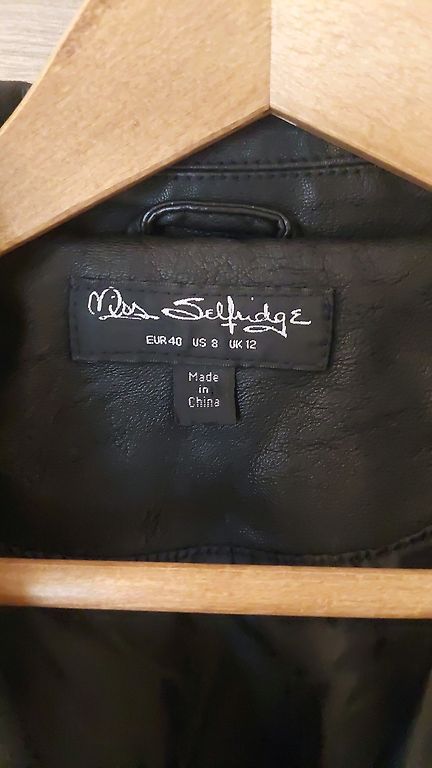 Miss Selfridge
EUR 40 US 8 UK 12
Made
in
China